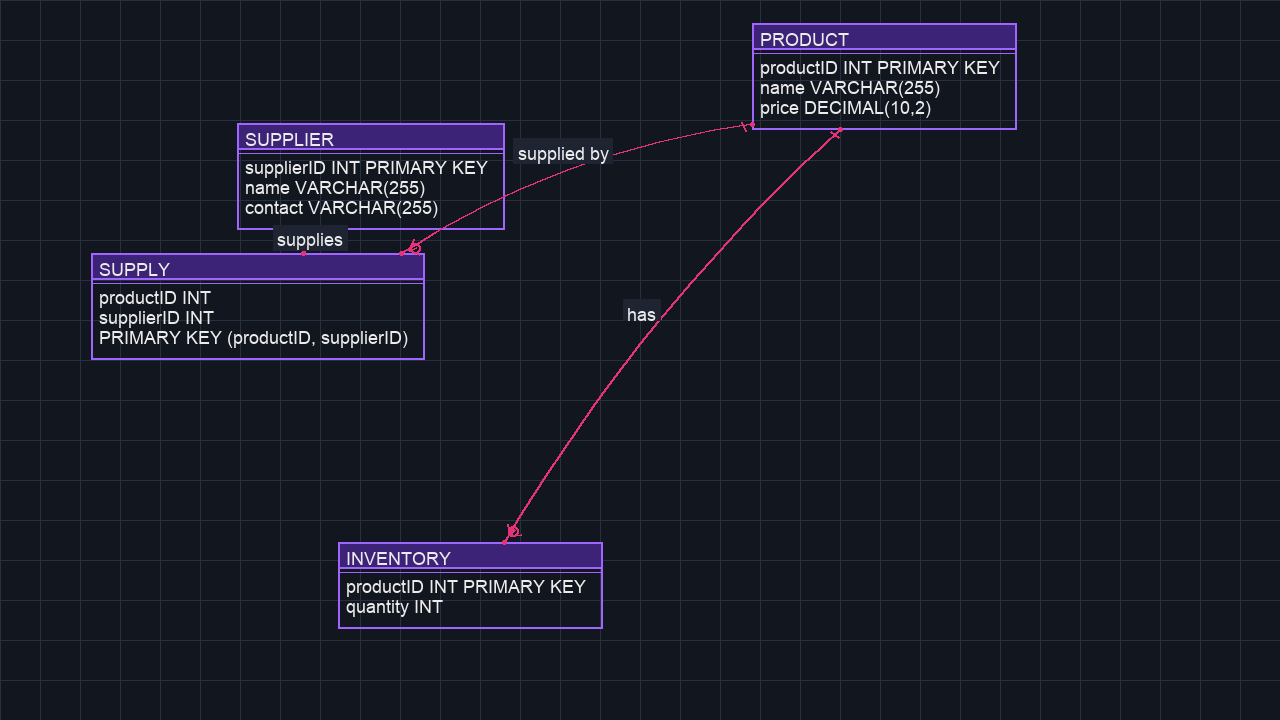 PRODUCT
productID INT PRIMARY KEY
name VARCHAR(255)
price DECIMAL(10,2)
SUPPLIER
supplierID INT PRIMARY KEY
name VARCHAR(255)
contact VARCHAR(255)
supplied by
supplies
SUPPLY
productID INT
supplierID INT
PRIMARY KEY (productID, supplierID)
has
INVENTORY
productID INT PRIMARY KEY
quantity INT